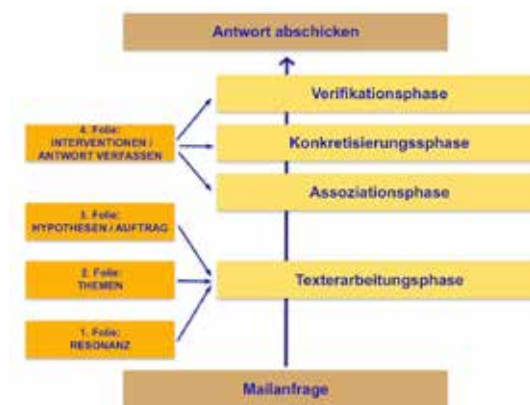 Antwort abschicken
Verifikationsphase
4. Folie:
INTERVENTIONEN /
ANTWORT VERFASSEN
Konkretisierungssphase
Assoziationsphase
3. Folie:
HYPOTHESEN / AUFTRAG
2. Folie:
THEMEN
Texterarbeitungsphase
1. Folie:
RESONANZ
Mailanfrage